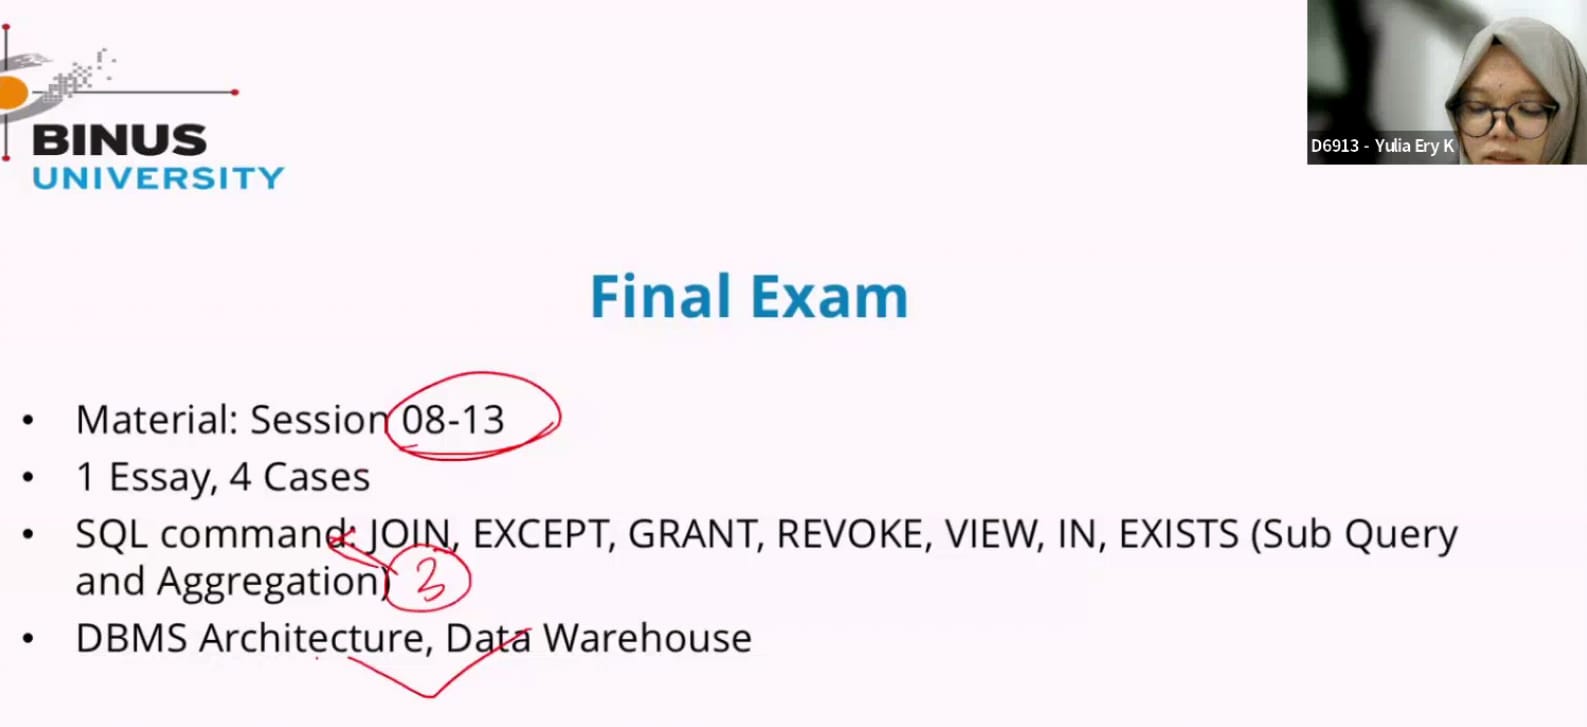 BINUS
UNIVERSITY
D6913 - Yulia Ery K
Final Exam
• Material: Session 08-13
• 1 Essay, 4 Cases
• SQL command: JOIN, EXCEPT, GRANT, REVOKE, VIEW, IN, EXISTS (Sub Query
and Aggregation) 3
• DBMS Architecture, Data Warehouse